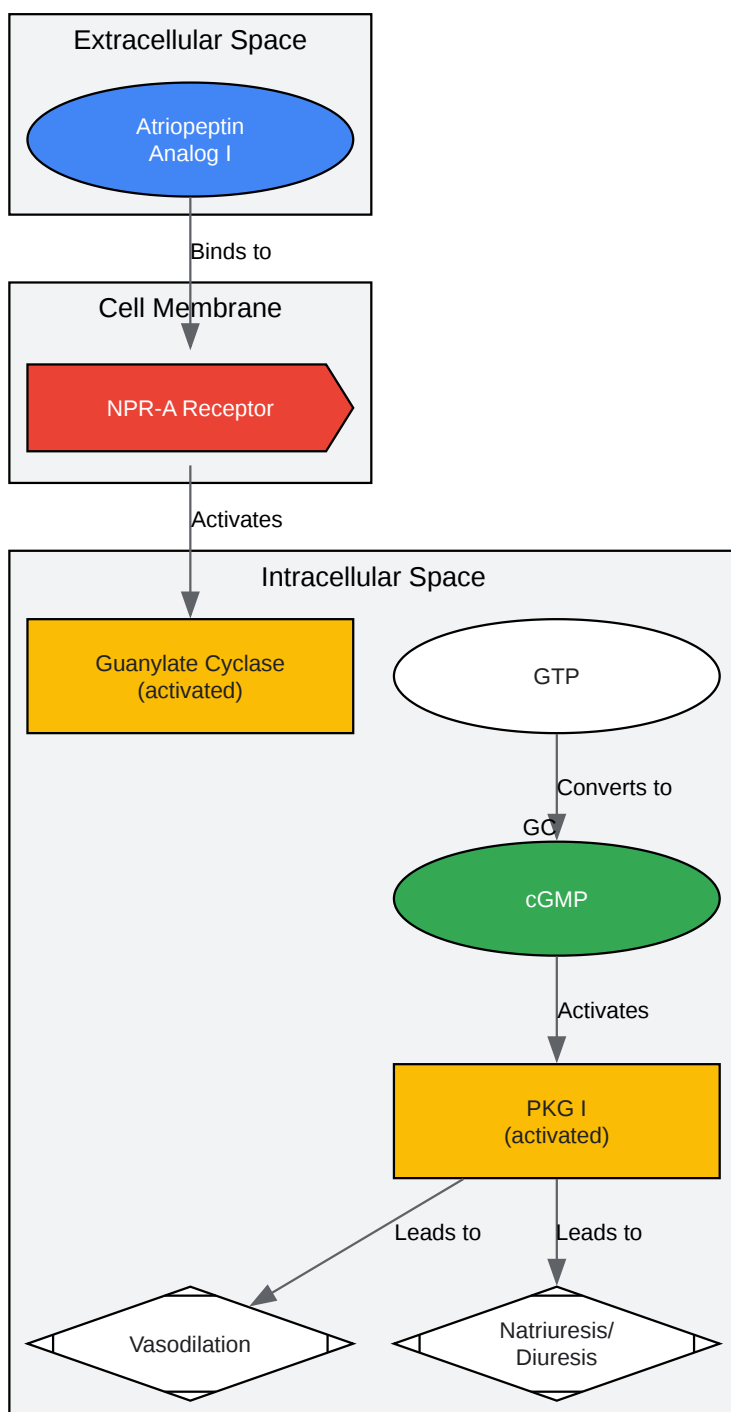 Extracellular Space
Atriopeptin
Analog I
Binds to
Cell Membrane
NPR-A Receptor
Activates
Intracellular Space
Guanylate Cyclase
(activated)
GTP
Converts to
GC
cGMP
Activates
PKG I
(activated)
Leads to
Leads to
Vasodilation
Natriuresis/
Diuresis